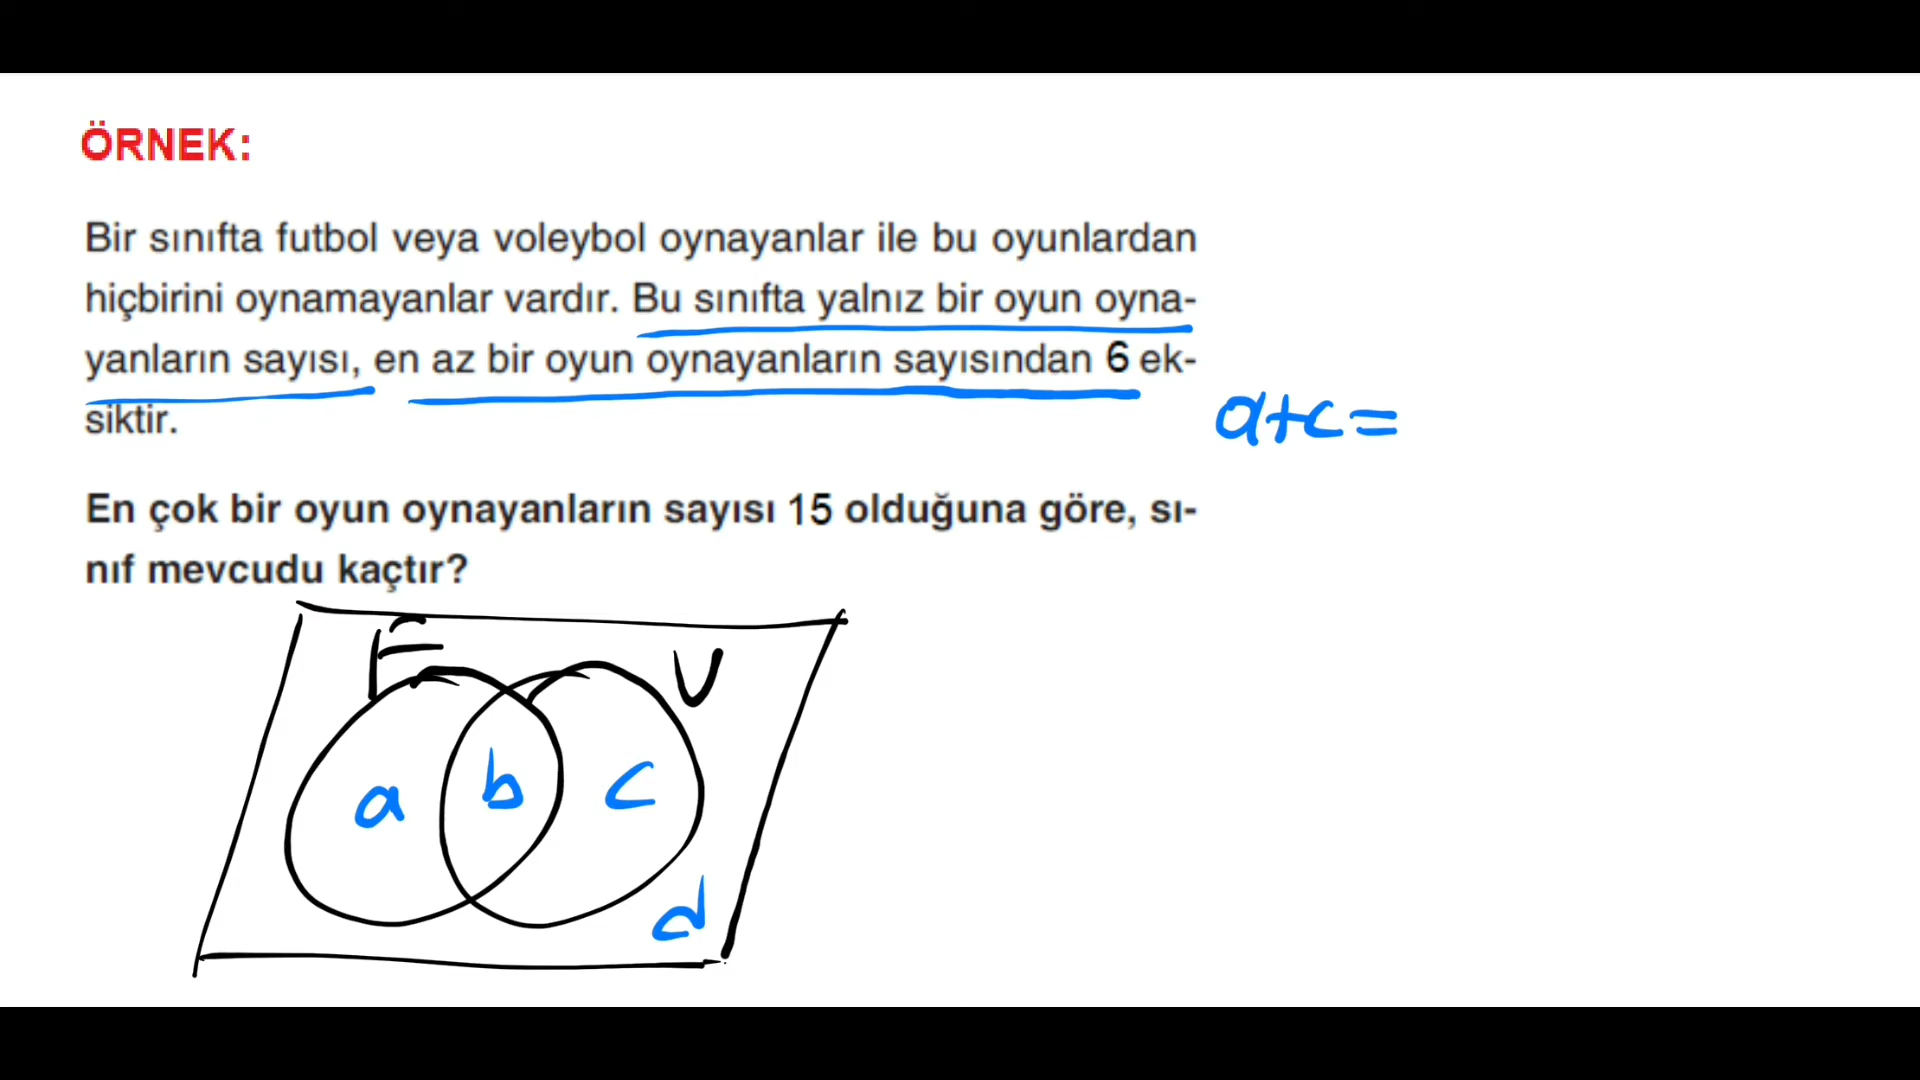 ÖRNEK:
Bir sınıfta futbol veya voleybol oynayanlar ile bu oyunlardan
hiçbirini oynamayanlar vardır. Bu sınıfta yalnız bir oyun oyna-
yanların sayısı, en az bir oyun oynayanların sayısından 6 ek-
siktir.
a+c=
En çok bir oyun oynayanların sayısı 15 olduğuna göre, sı-
nıf mevcudu kaçtır?
F V
a b c
d